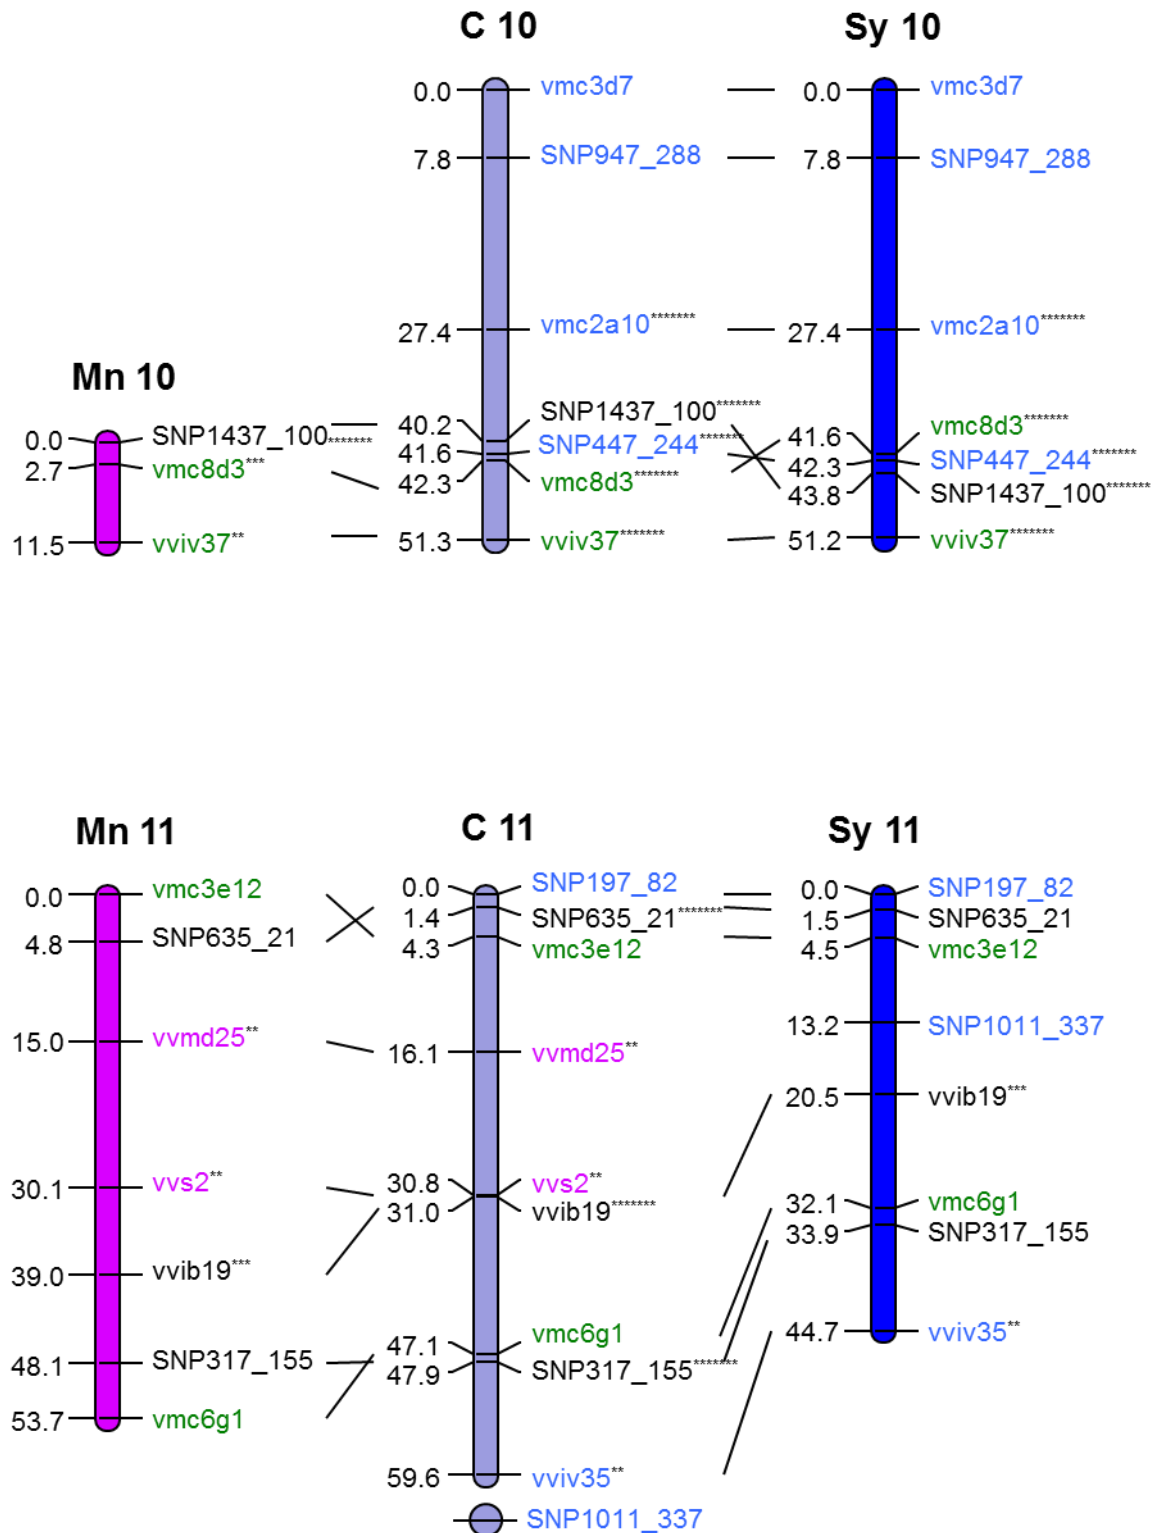 C 10
Sy 10
0.0 vmc3d7
0.0 vmc3d7
7.8 SNP947_288
7.8 SNP947_288
27.4 vmc2a10*******
27.4 vmc2a10*******
Mn 10
0.0 SNP1437_100*******
2.7 vmc8d3***
11.5 vviv37**
40.2 SNP1437_100*******
41.6 SNP447_244*******
42.3 vmc8d3*******
51.3 vviv37*******
41.6 vmc8d3*******
42.3 SNP447_244*******
43.8 SNP1437_100*******
51.2 vviv37*******
Mn 11
C 11
Sy 11
0.0 vmc3e12
4.8 SNP635_21
15.0 vvmd25**
30.1 vvs2**
39.0 vvib19***
48.1 SNP317_155
53.7 vmc6g1
0.0 SNP197_82
1.4 SNP635_21*******
4.3 vmc3e12
16.1 vvmd25**
30.8 vvs2**
31.0 vvib19*******
47.1 vmc6g1
47.9 SNP317_155*******
59.6 vviv35**
SNP1011_337
0.0 SNP197_82
1.5 SNP635_21
4.5 vmc3e12
13.2 SNP1011_337
20.5 vvib19***
32.1 vmc6g1
33.9 SNP317_155
44.7 vviv35**